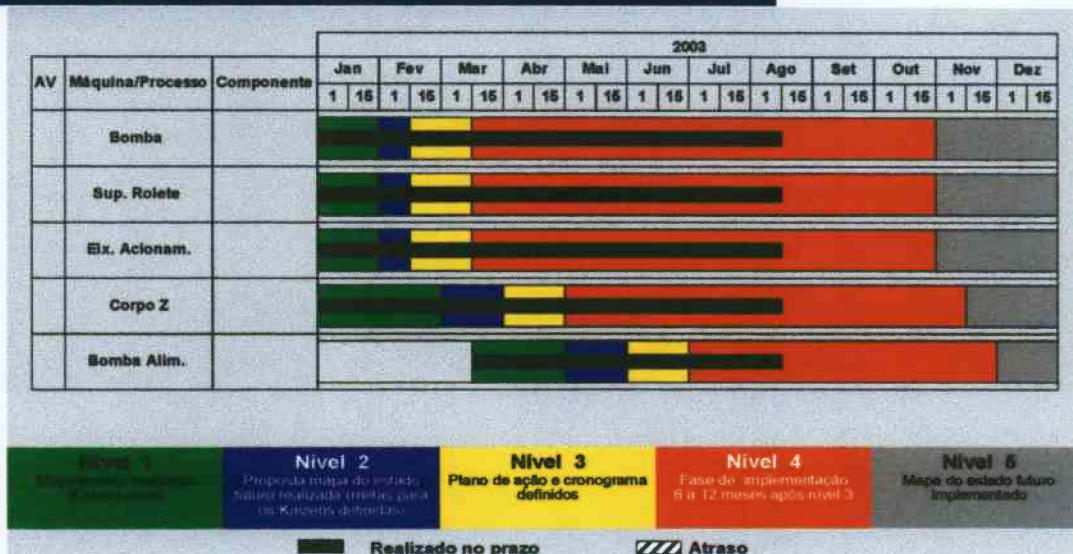 2003
AV Máquina/Processo Componente Jan Fev Mar Abr Mai Jun Jul Ago Set Out Nov Dez
1 15 1 15 1 15 1 15 1 15 1 15 1 15 1 15 1 15 1 15 1 15 1 15
Bomba
Sup. Rolete
Eix. Acionam.
Corpo Z
Bomba Alim.
Nível 1
Nível 2
Proposta mapa do estado
futuro realizada (metas para
os Kaizens definidas)
Nível 3
Plano de ação e cronograma
definidos
Nível 4
Fase de implementação
6 a 12 meses após nível 3
Nível 5
Mapa do estado futuro
Implementado
Realizado no prazo Atraso